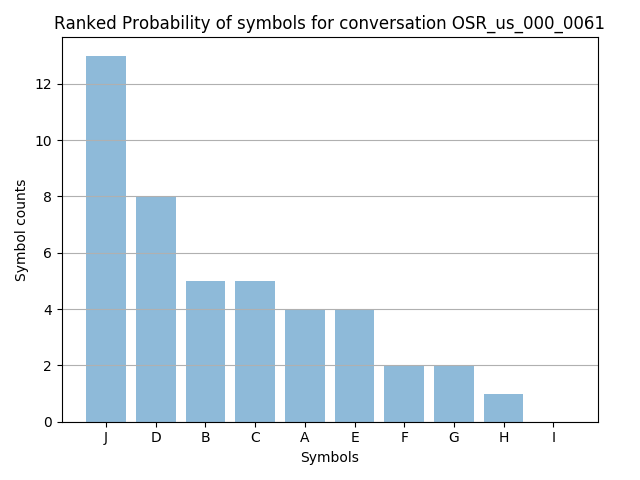 Ranked Probability of symbols for conversation OSR_us_000_0061
Symbol counts
12
10
8
6
4
2
0
J D B C A E F G H I
Symbols